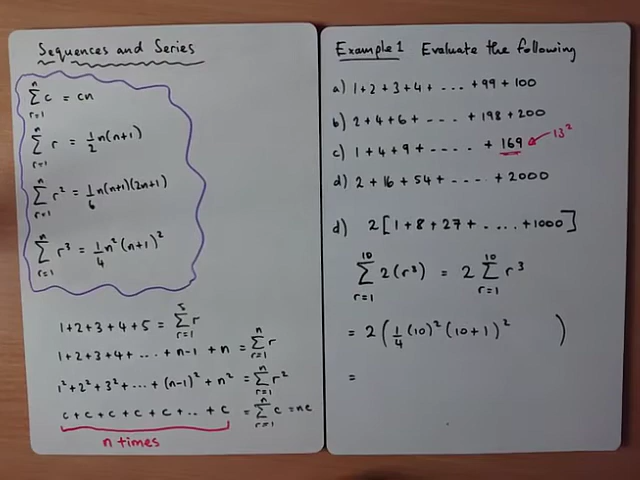 Sequences and Series
∑_{r=1}^{n} c = cn
∑_{r=1}^{n} r = 1/2 n(n+1)
∑_{r=1}^{n} r² = 1/6 n(n+1)(2n+1)
∑_{r=1}^{n} r³ = 1/4 n²(n+1)²
1+2+3+4+5 = ∑_{r=1}^{5} r
1+2+3+4+ ... + n-1 + n = ∑_{r=1}^{n} r
1²+2²+3²+ ... + (n-1)² + n² = ∑_{r=1}^{n} r²
c + c + c + c + c + .. + c = ∑_{r=1}^{n} c = nc
n times
Example 1 Evaluate the following
a) 1+2+3+4+ .... +99+100
b) 2+4+6+ .... +198+200
c) 1+4+9+ ..... + 169 13²
d) 2+16+54+ ..... +2000
d) 2[1+8+27+ .....+1000]
∑_{r=1}^{10} 2(r³) = 2 ∑_{r=1}^{10} r³
= 2(1/4 (10)² (10+1)² )
=